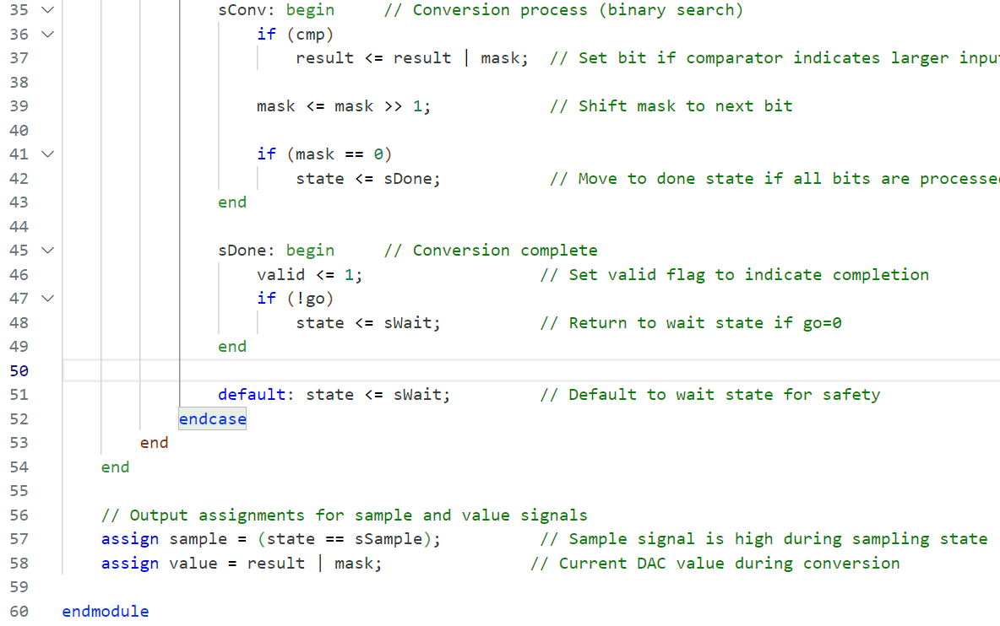 35 sConv: begin // Conversion process (binary search)
36 if (cmp)
37 result <= result | mask; // Set bit if comparator indicates larger
38
39 mask <= mask >> 1; // Shift mask to next bit
40
41 if (mask == 0)
42 state <= sDone; // Move to done state if all bits are
43 end
44
45 sDone: begin // Conversion complete
46 valid <= 1; // Set valid flag to indicate completion
47 if (!go)
48 state <= sWait; // Return to wait state if go=0
49 end
50
51 default: state <= sWait; // Default to wait state for safety
52 endcase
53 end
54 end
55
56 // Output assignments for sample and value signals
57 assign sample = (state == sSample); // Sample signal is high during sampling state
58 assign value = result | mask; // Current DAC value during conversion
59
60 endmodule